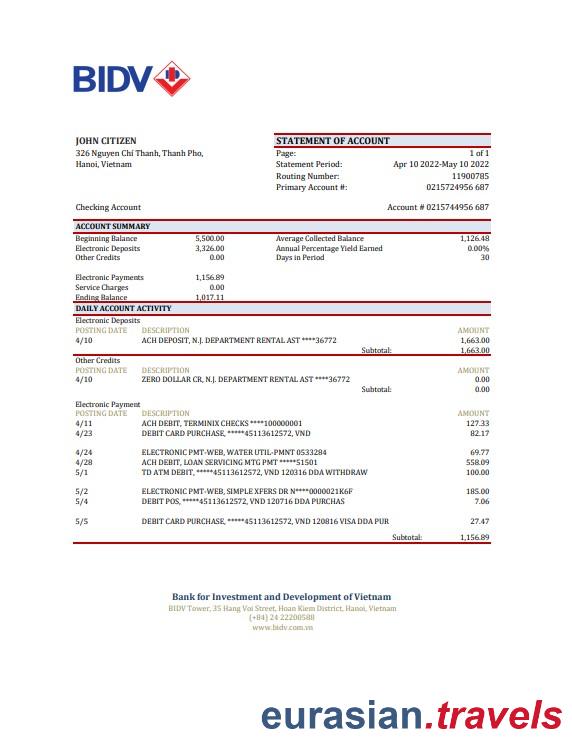 BIDV
JOHN CITIZEN
326 Nguyen Chi Thanh, Thanh Pho,
Hanoi, Vietnam
STATEMENT OF ACCOUNT
Page: 1 of 1
Statement Period: Apr 10 2022-May 10 2022
Routing Number: 11900785
Primary Account #: 0215724956 687
Checking Account Account # 0215744956 687
ACCOUNT SUMMARY
Beginning Balance 5,500.00 Average Collected Balance 1,126.48
Electronic Deposits 3,326.00 Annual Percentage Yield Earned 0.00%
Other Credits 0.00 Days in Period 30
Electronic Payments 1,156.89
Service Charges 0.00
Ending Balance 1,017.11
DAILY ACCOUNT ACTIVITY
Electronic Deposits
POSTING DATE DESCRIPTION AMOUNT
4/10 ACH DEPOSIT, N.J. DEPARTMENT RENTAL AST ****36772 1,663.00
Subtotal: 1,663.00
Other Credits
POSTING DATE DESCRIPTION AMOUNT
4/10 ZERO DOLLAR CR, N.J. DEPARTMENT RENTAL AST ****36772 0.00
Subtotal: 0.00
Electronic Payment
POSTING DATE DESCRIPTION AMOUNT
4/11 ACH DEBIT, TERMINIX CHECKS ****100000001 127.33
4/23 DEBIT CARD PURCHASE, *****45113612572, VND 82.17
4/24 ELECTRONIC PMT-WEB, WATER UTIL-PMNT 0533284 69.77
4/28 ACH DEBIT, LOAN SERVICING MTG PMT *****51501 558.09
5/1 TD ATM DEBIT, *****45113612572, VND 120316 DDA WITHDRAW 100.00
5/2 ELECTRONIC PMT-WEB, SIMPLE XFERS DR N****0000021K6F 185.00
5/4 DEBIT POS, *****45113612572, VND 120716 DDA PURCHAS 7.06
5/5 DEBIT CARD PURCHASE, *****45113612572, VND 120816 VISA DDA PUR 27.47
Subtotal: 1,156.89
Bank for Investment and Development of Vietnam
BIDV Tower, 35 Hang Voi Street, Hoan Kiem District, Hanoi, Vietnam
(+84) 24 22200588
www.bidv.com.vn
eurasian.travels